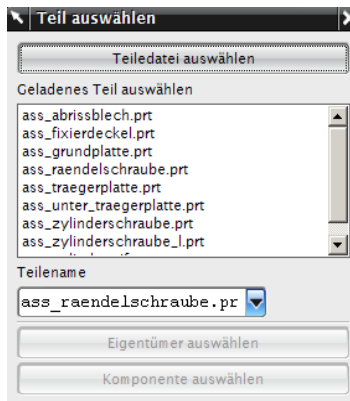 Teil auswählen
Teiledatei auswählen
Geladenes Teil auswählen
ass_abrissblech.prt
ass_fixierdeckel.prt
ass_grundplatte.prt
ass_raendelschraube.prt
ass_traegerplatte.prt
ass_unter_traegerplatte.prt
ass_zylinderschraube.prt
ass_zylinderschraube_l.prt
Teilename
ass_raendelschraube.pr
Eigentümer auswählen
Komponente auswählen